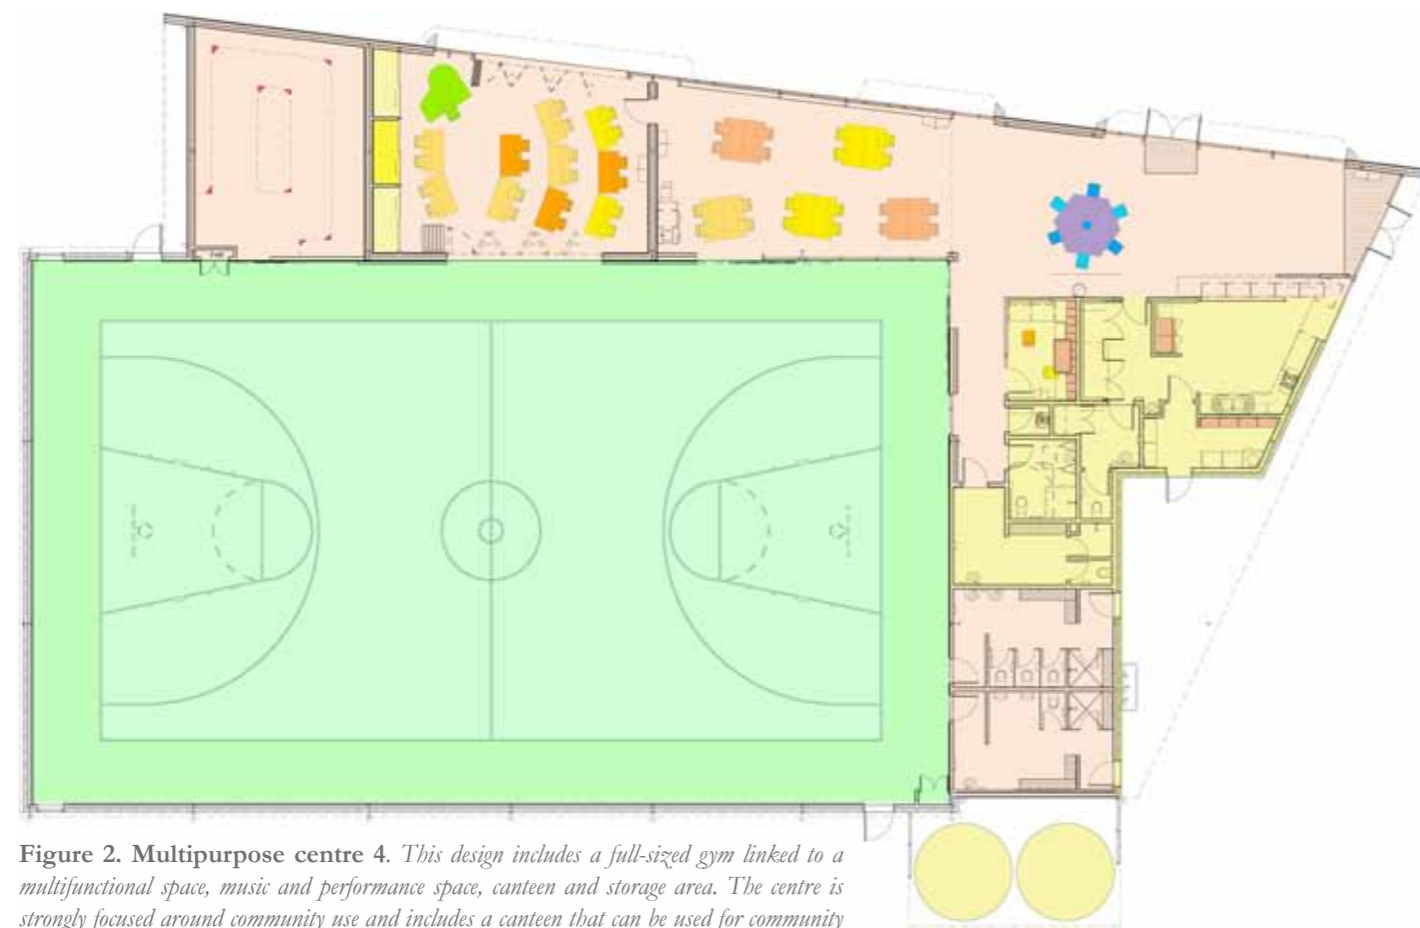 Figure 2. Multipurpose centre 4. This design includes a full-sized gym linked to a
multifunctional space, music and performance space, canteen and storage area. The centre is
strongly focused around community use and includes a canteen that can be used for community